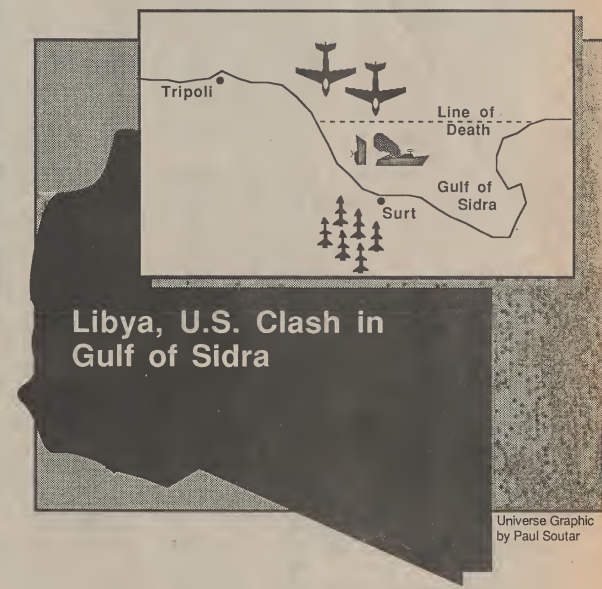 Tripoli
Line of
Death
Gulf of
Sidra
Surt
Libya, U.S. Clash in
Gulf of Sidra
Universe Graphic
by Paul Soutar